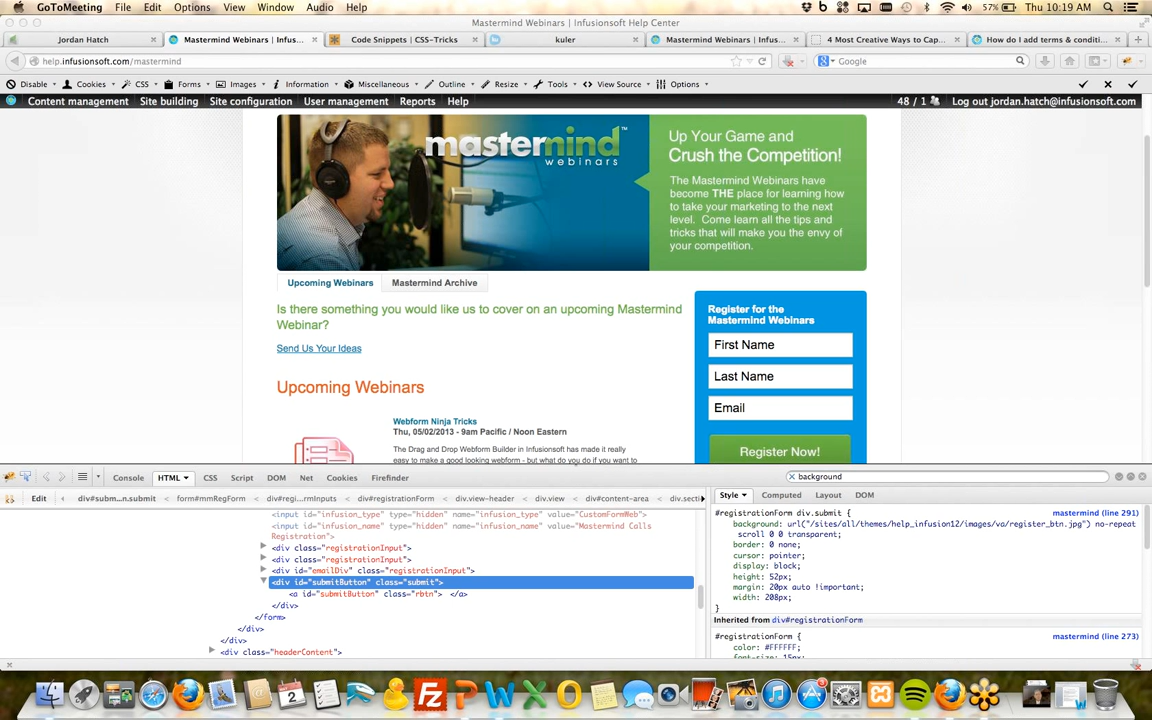 GoToMeeting File Edit Options View Window Audio Help 57% Thu 10:19 AM
Mastermind Webinars | Infusionsoft Help Center
Jordan Hatch Mastermind Webinars | Infus... Code Snippets | CSS-Tricks kuler Mastermind Webinars | Infus... 4 Most Creative Ways to Cap... How do I add terms & conditi...
help.infusionsoft.com/mastermind Google
Disable Cookies CSS Forms Images Information Miscellaneous Outline Resize Tools View Source Options
Content management Site building Site configuration User management Reports Help 48 / 1 Log out jordan.hatch@infusionsoft.com
mastermind™
webinars
Up Your Game and
Crush the Competition!
The Mastermind Webinars have
become THE place for learning how
to take your marketing to the next
level. Come learn all the tips and
tricks that will make you the envy of
your competition.
Upcoming Webinars Mastermind Archive
Is there something you would like us to cover on an upcoming Mastermind
Webinar?
Send Us Your Ideas
Upcoming Webinars
Webform Ninja Tricks
Thu, 05/02/2013 - 9am Pacific / Noon Eastern
The Drag and Drop Webform Builder in Infusionsoft has made it really
easy to make a good looking webform - but what do you do if you want to
Register for the
Mastermind Webinars
First Name
Last Name
Email
Register Now!
Console HTML CSS Script DOM Net Cookies Firefinder background
Edit div#subm...n.submit form#mmRegForm div.regi...rmInputs div#registrationForm div.view-header div.view div#content-area div.secti
Style Computed Layout DOM
<input id="infusion_type" type="hidden" name="infusion_type" value="CustomFormWeb">
<input id="infusion_name" type="hidden" name="infusion_name" value="Mastermind Calls
Registration">
<div class="registrationInput">
<div class="registrationInput">
<div id="emailDiv" class="registrationInput">
<div id="submitButton" class="submit">
<a id="submitButton" class="rbtn"> </a>
</div>
</form>
</div>
</div>
<div class="headerContent">
#registrationForm div.submit { mastermind (line 291)
background: url("/sites/all/themes/help_infusion12/images/va/register_btn.jpg") no-repeat
scroll 0 0 transparent;
border: 0 none;
cursor: pointer;
display: block;
height: 52px;
margin: 20px auto !important;
width: 208px;
}
Inherited from div#registrationForm
#registrationForm { mastermind (line 273)
color: #FFFFFF;
font-size: 15px;